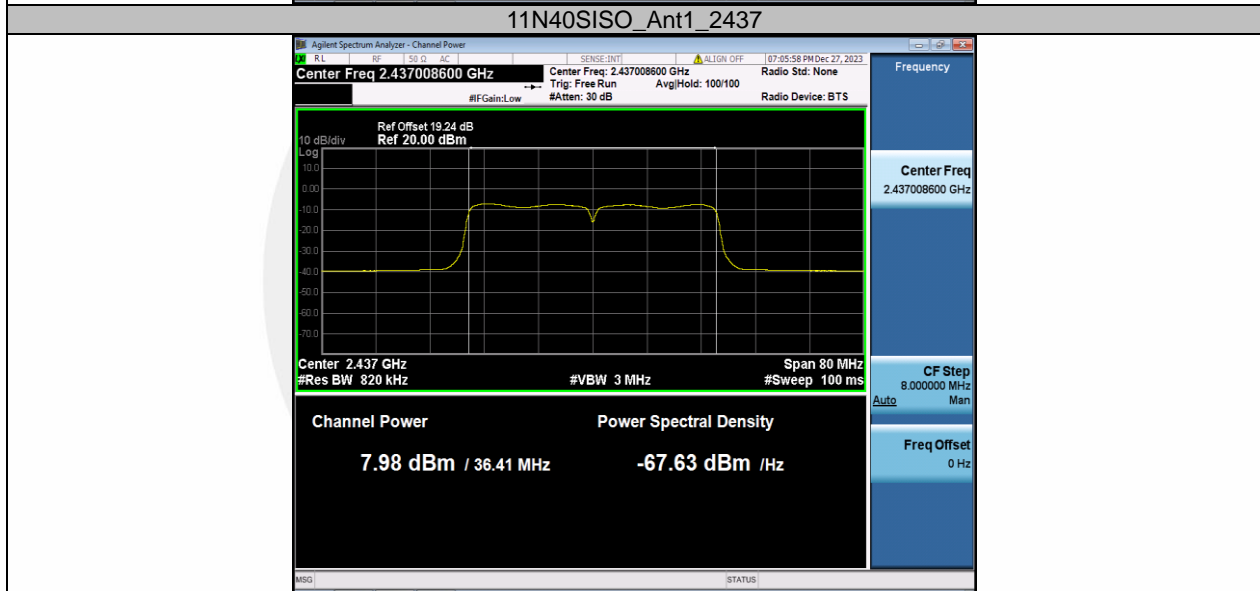 11N40SISO_Ant1_2437
Agilent Spectrum Analyzer - Channel Power
RL RF 50 Ω AC SENSE:INT ALIGN OFF 07:05:58 PM Dec 27, 2023
Center Freq 2.437008600 GHz
Center Freq: 2.437008600 GHz
Radio Std: None
Trig: Free Run
Avg|Hold: 100/100
#IFGain:Low
#Atten: 30 dB
Radio Device: BTS
Ref Offset 19.24 dB
10 dB/div Ref 20.00 dBm
Log
10.0
0.00
-10.0
-20.0
-30.0
-40.0
-50.0
-60.0
-70.0
Center 2.437 GHz
Span 80 MHz
#Res BW 820 kHz
#VBW 3 MHz
#Sweep 100 ms
Channel Power
Power Spectral Density
7.98 dBm / 36.41 MHz
-67.63 dBm /Hz
MSG
STATUS
Frequency
Center Freq
2.437008600 GHz
CF Step
8.000000 MHz
Auto Man
Freq Offset
0 Hz